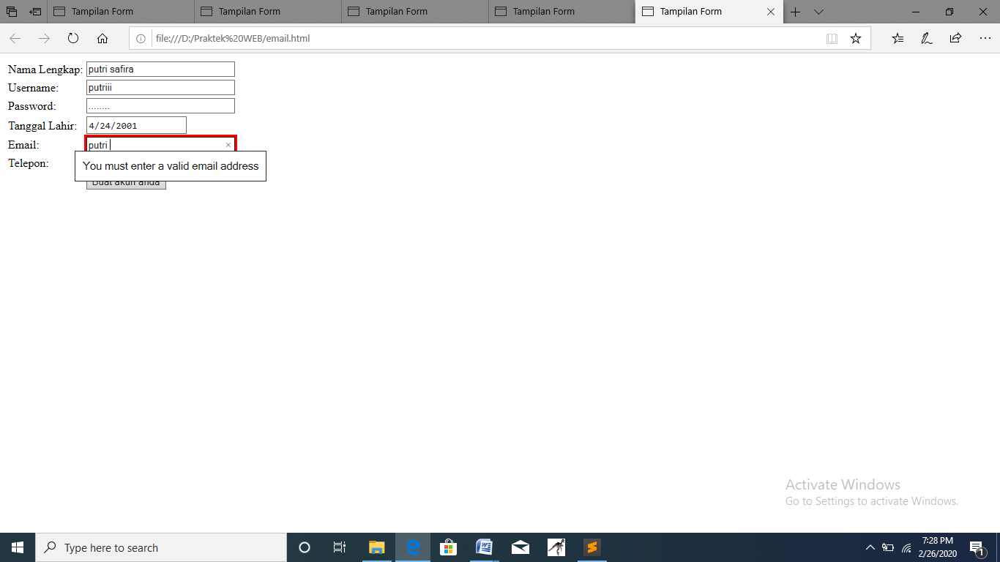 Tampilan Form
Tampilan Form
Tampilan Form
Tampilan Form
Tampilan Form
file:///D:/Praktek%20WEB/email.html
Nama Lengkap: putri safira
Username: putriii
Password: ........
Tanggal Lahir: 4/24/2001
Email: putri
Telepon:
You must enter a valid email address
Buat akun anda
Activate Windows
Go to Settings to activate Windows.
Type here to search
7:28 PM
2/26/2020
1